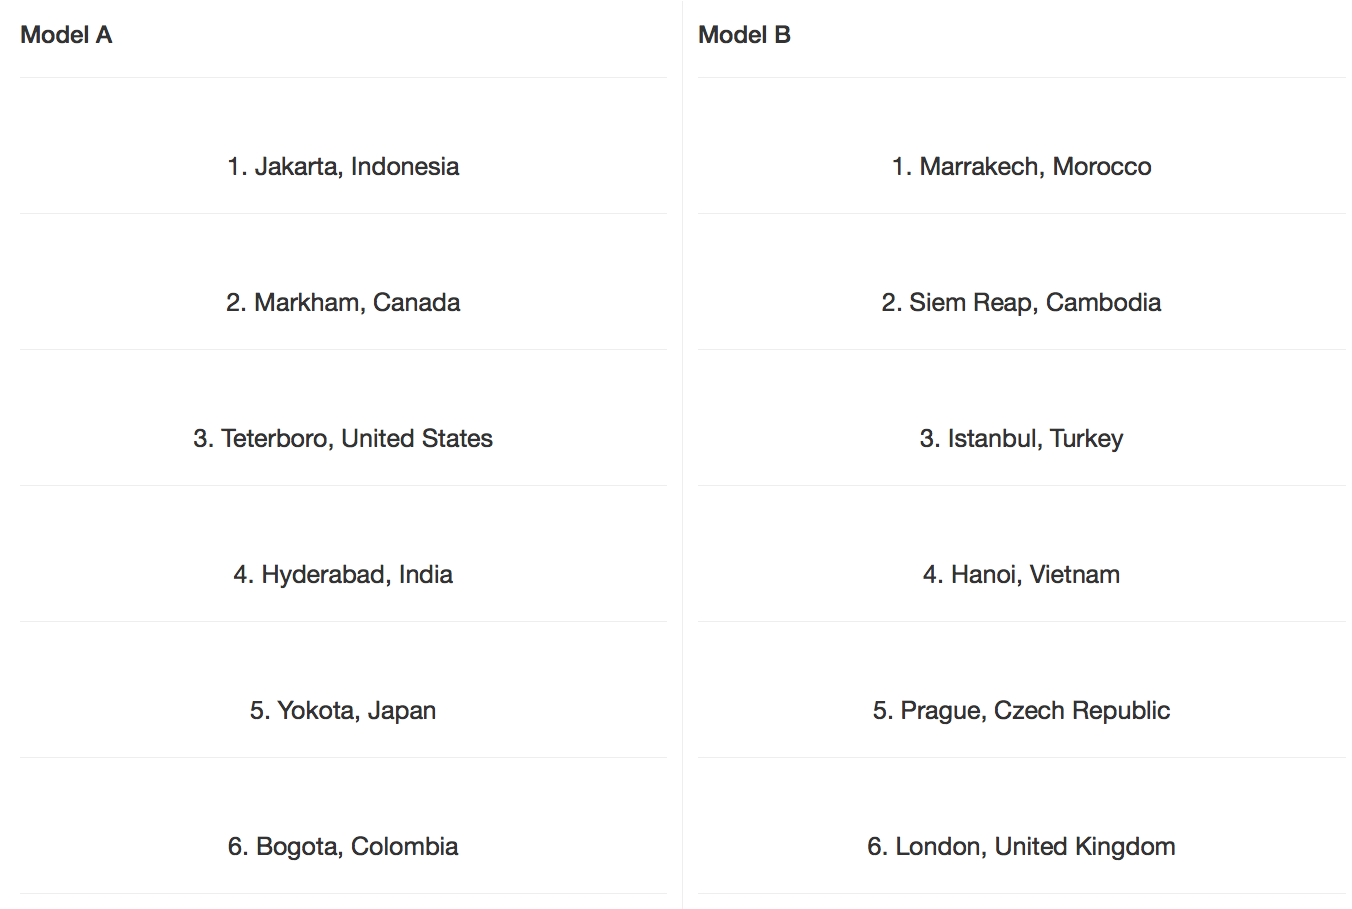 Model A
1. Jakarta, Indonesia
2. Markham, Canada
3. Teterboro, United States
4. Hyderabad, India
5. Yokota, Japan
6. Bogota, Colombia
Model B
1. Marrakech, Morocco
2. Siem Reap, Cambodia
3. Istanbul, Turkey
4. Hanoi, Vietnam
5. Prague, Czech Republic
6. London, United Kingdom